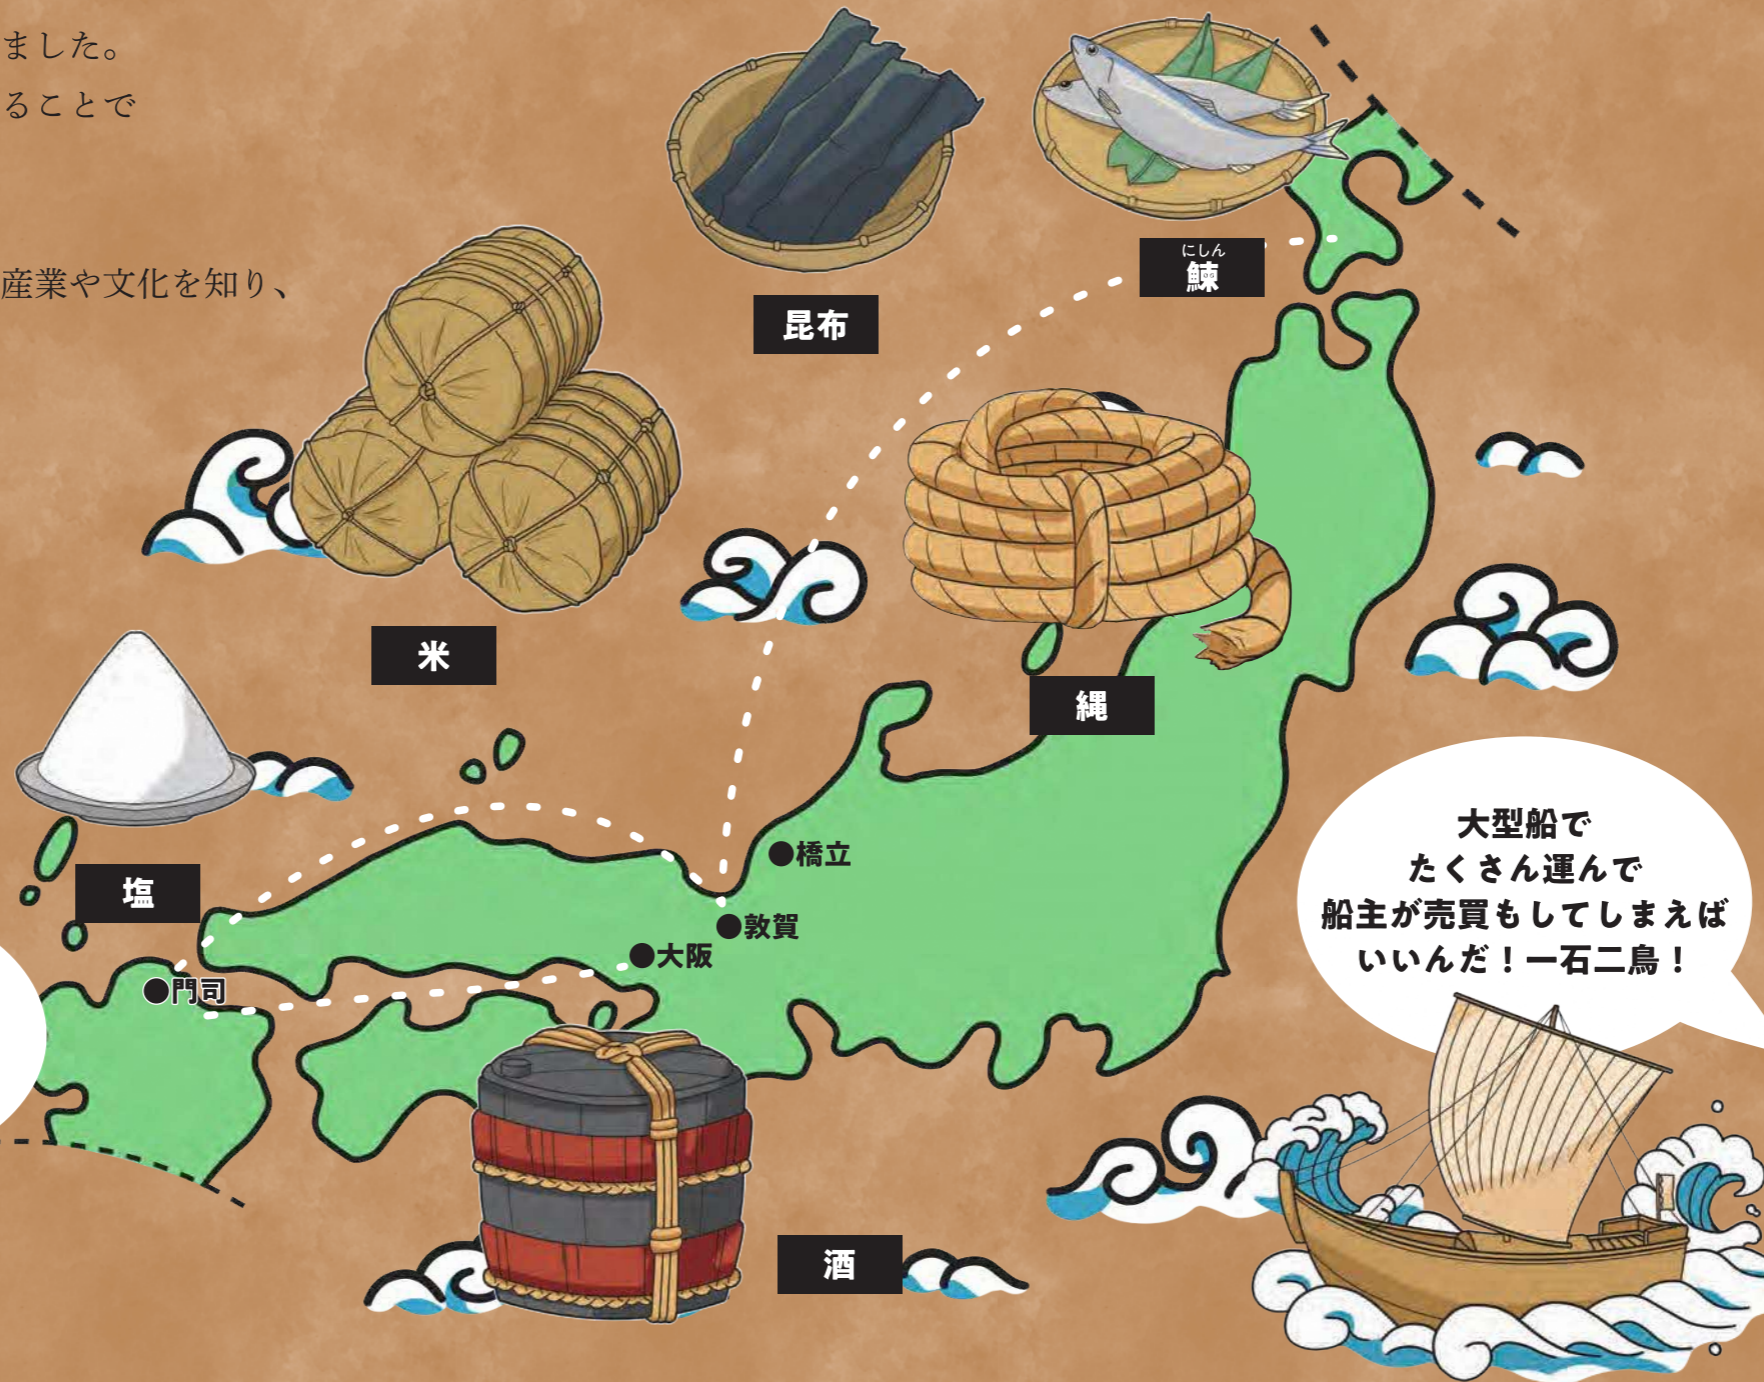 ました。
ることで
産業や文化を知り、
昆布
にしん
鰊
米
縄
塩
橋立
敦賀
大阪
門司
酒
大型船で
たくさん運んで
船主が売買もしてしまえば
いいんだ！一石二鳥！